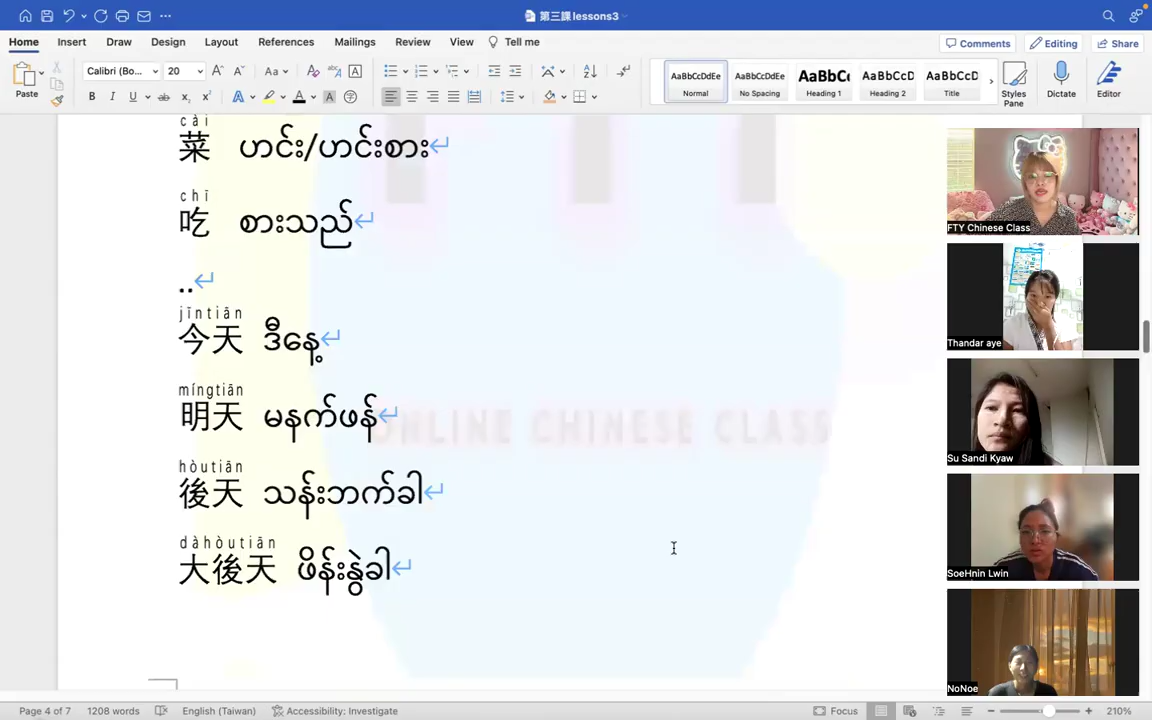 第三課lessons3
Home Insert Draw Design Layout References Mailings Review View Tell me Comments Editing Share
Paste Calibri (Bo... 20 Aa AaBbCcDdEe Normal AaBbCcDdEe No Spacing AaBbC( Heading 1 AaBbCcD Heading 2 AaBbCcD Title Styles Pane Dictate Editor
cài
菜 ဟင်း/ဟင်းစား
chī
吃 စားသည်
..
jīntiān
今天 ဒီနေ့
míngtiān
明天 မနက်ဖန်
hòutiān
後天 သန်းဘက်ခါ
dàhòutiān
大後天 ဖိန်းနွဲခါ
ONLINE CHINESE CLASS
FTY Chinese Class
Thandar aye
Su Sandi Kyaw
SoeHnin Lwin
NoNoe
Page 4 of 7 1208 words English (Taiwan) Accessibility: Investigate Focus 210%